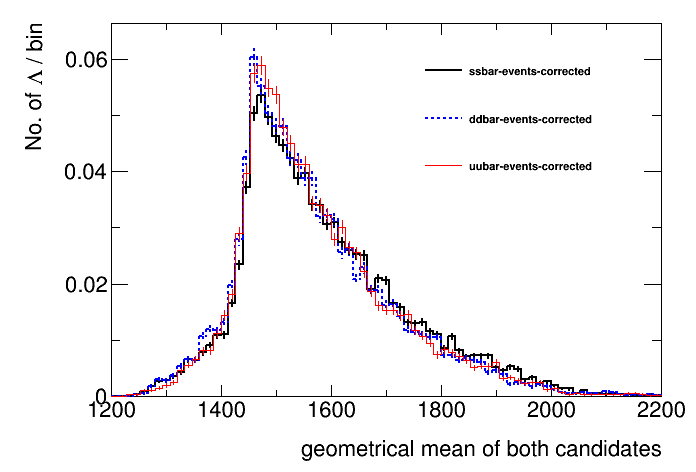 No. of Λ / bin
0.06
0.04
0.02
0
ssbar-events-corrected
ddbar-events-corrected
uubar-events-corrected
1200 1400 1600 1800 2000 2200
geometrical mean of both candidates